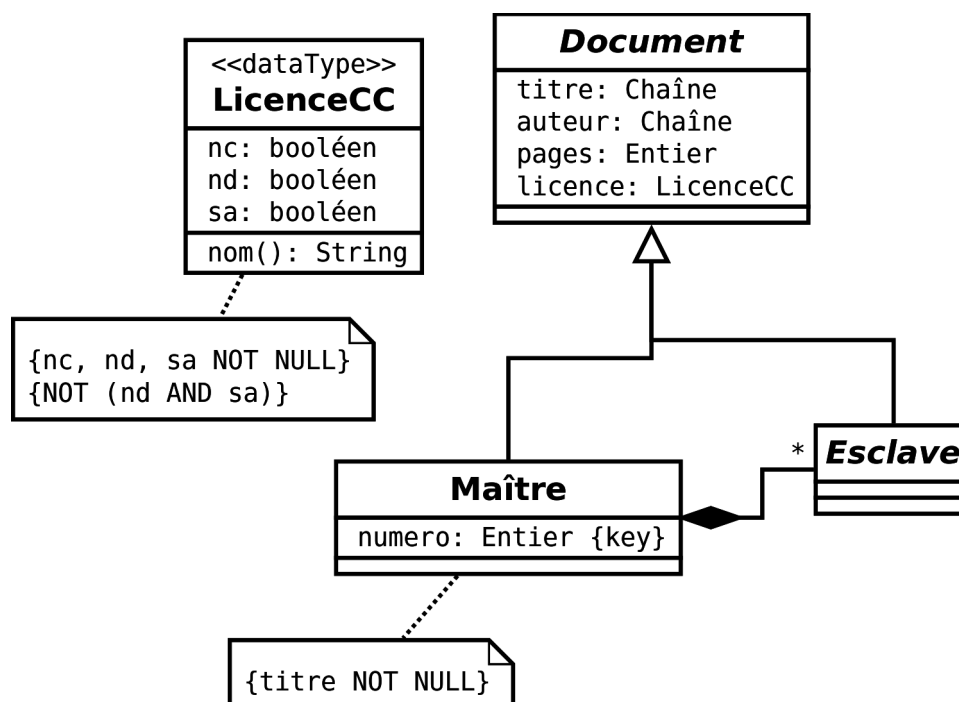 <<dataType>>
LicenceCC
nc: booléen
nd: booléen
sa: booléen
nom(): String
{nc, nd, sa NOT NULL}
{NOT (nd AND sa)}
Document
titre: Chaîne
auteur: Chaîne
pages: Entier
licence: LicenceCC
Maître
numero: Entier {key}
*
Esclave
{titre NOT NULL}